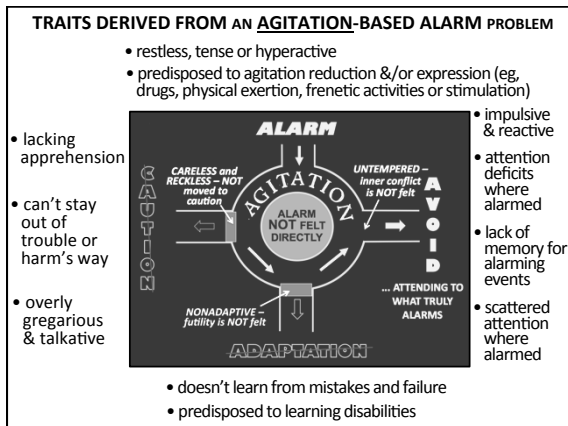 TRAITS DERIVED FROM AN AGITATION-BASED ALARM PROBLEM
• restless, tense or hyperactive
• predisposed to agitation reduction &/or expression (eg,
drugs, physical exertion, frenetic activities or stimulation)
• lacking
apprehension
• can’t stay
out of
trouble or
harm’s way
• overly
gregarious
& talkative
ALARM
CAUTION
CARELESS and
RECKLESS – NOT
moved to
caution
AGITATION
ALARM
NOT FELT
DIRECTLY
UNTEMPERED –
inner conflict
is NOT felt
AVOID
... ATTENDING TO
WHAT TRULY
ALARMS
NONADAPTIVE –
futility is NOT felt
ADAPTATION
• impulsive
& reactive
• attention
deficits
where
alarmed
• lack of
memory for
alarming
events
• scattered
attention
where
alarmed
• doesn’t learn from mistakes and failure
• predisposed to learning disabilities